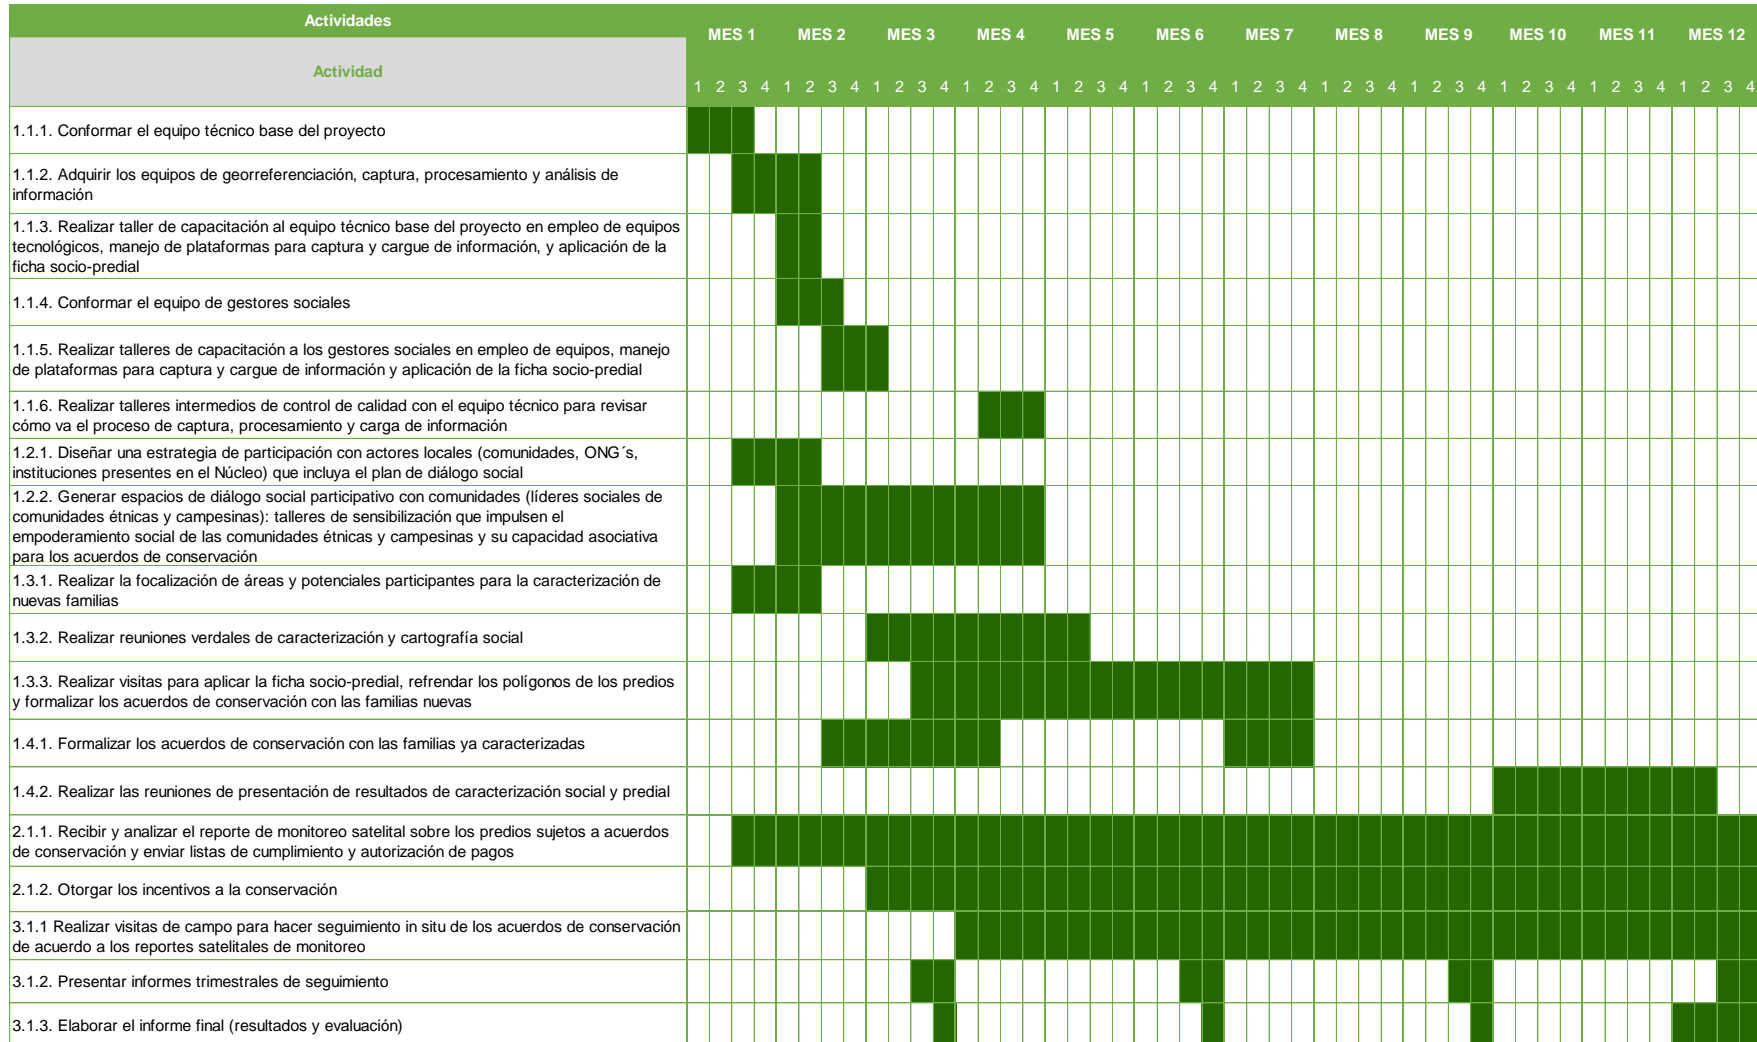 Actividades
MES 1 MES 2 MES 3 MES 4 MES 5 MES 6 MES 7 MES 8 MES 9 MES 10 MES 11 MES 12
Actividad
1 2 3 4 1 2 3 4 1 2 3 4 1 2 3 4 1 2 3 4 1 2 3 4 1 2 3 4 1 2 3 4 1 2 3 4 1 2 3 4 1 2 3 4 1 2 3 4
1.1.1. Conformar el equipo técnico base del proyecto
1.1.2. Adquirir los equipos de georreferenciación, captura, procesamiento y análisis de
información
1.1.3. Realizar taller de capacitación al equipo técnico base del proyecto en empleo de equipos
tecnológicos, manejo de plataformas para captura y cargue de información, y aplicación de la
ficha socio-predial
1.1.4. Conformar el equipo de gestores sociales
1.1.5. Realizar talleres de capacitación a los gestores sociales en empleo de equipos, manejo
de plataformas para captura y cargue de información y aplicación de la ficha socio-predial
1.1.6. Realizar talleres intermedios de control de calidad con el equipo técnico para revisar
cómo va el proceso de captura, procesamiento y carga de información
1.2.1. Diseñar una estrategia de participación con actores locales (comunidades, ONG´s,
instituciones presentes en el Núcleo) que incluya el plan de diálogo social
1.2.2. Generar espacios de diálogo social participativo con comunidades (líderes sociales de
comunidades étnicas y campesinas): talleres de sensibilización que impulsen el
empoderamiento social de las comunidades étnicas y campesinas y su capacidad asociativa
para los acuerdos de conservación
1.3.1. Realizar la focalización de áreas y potenciales participantes para la caracterización de
nuevas familias
1.3.2. Realizar reuniones verdales de caracterización y cartografía social
1.3.3. Realizar visitas para aplicar la ficha socio-predial, refrendar los polígonos de los predios
y formalizar los acuerdos de conservación con las familias nuevas
1.4.1. Formalizar los acuerdos de conservación con las familias ya caracterizadas
1.4.2. Realizar las reuniones de presentación de resultados de caracterización social y predial
2.1.1. Recibir y analizar el reporte de monitoreo satelital sobre los predios sujetos a acuerdos
de conservación y enviar listas de cumplimiento y autorización de pagos
2.1.2. Otorgar los incentivos a la conservación
3.1.1 Realizar visitas de campo para hacer seguimiento in situ de los acuerdos de conservación
de acuerdo a los reportes satelitales de monitoreo
3.1.2. Presentar informes trimestrales de seguimiento
3.1.3. Elaborar el informe final (resultados y evaluación)